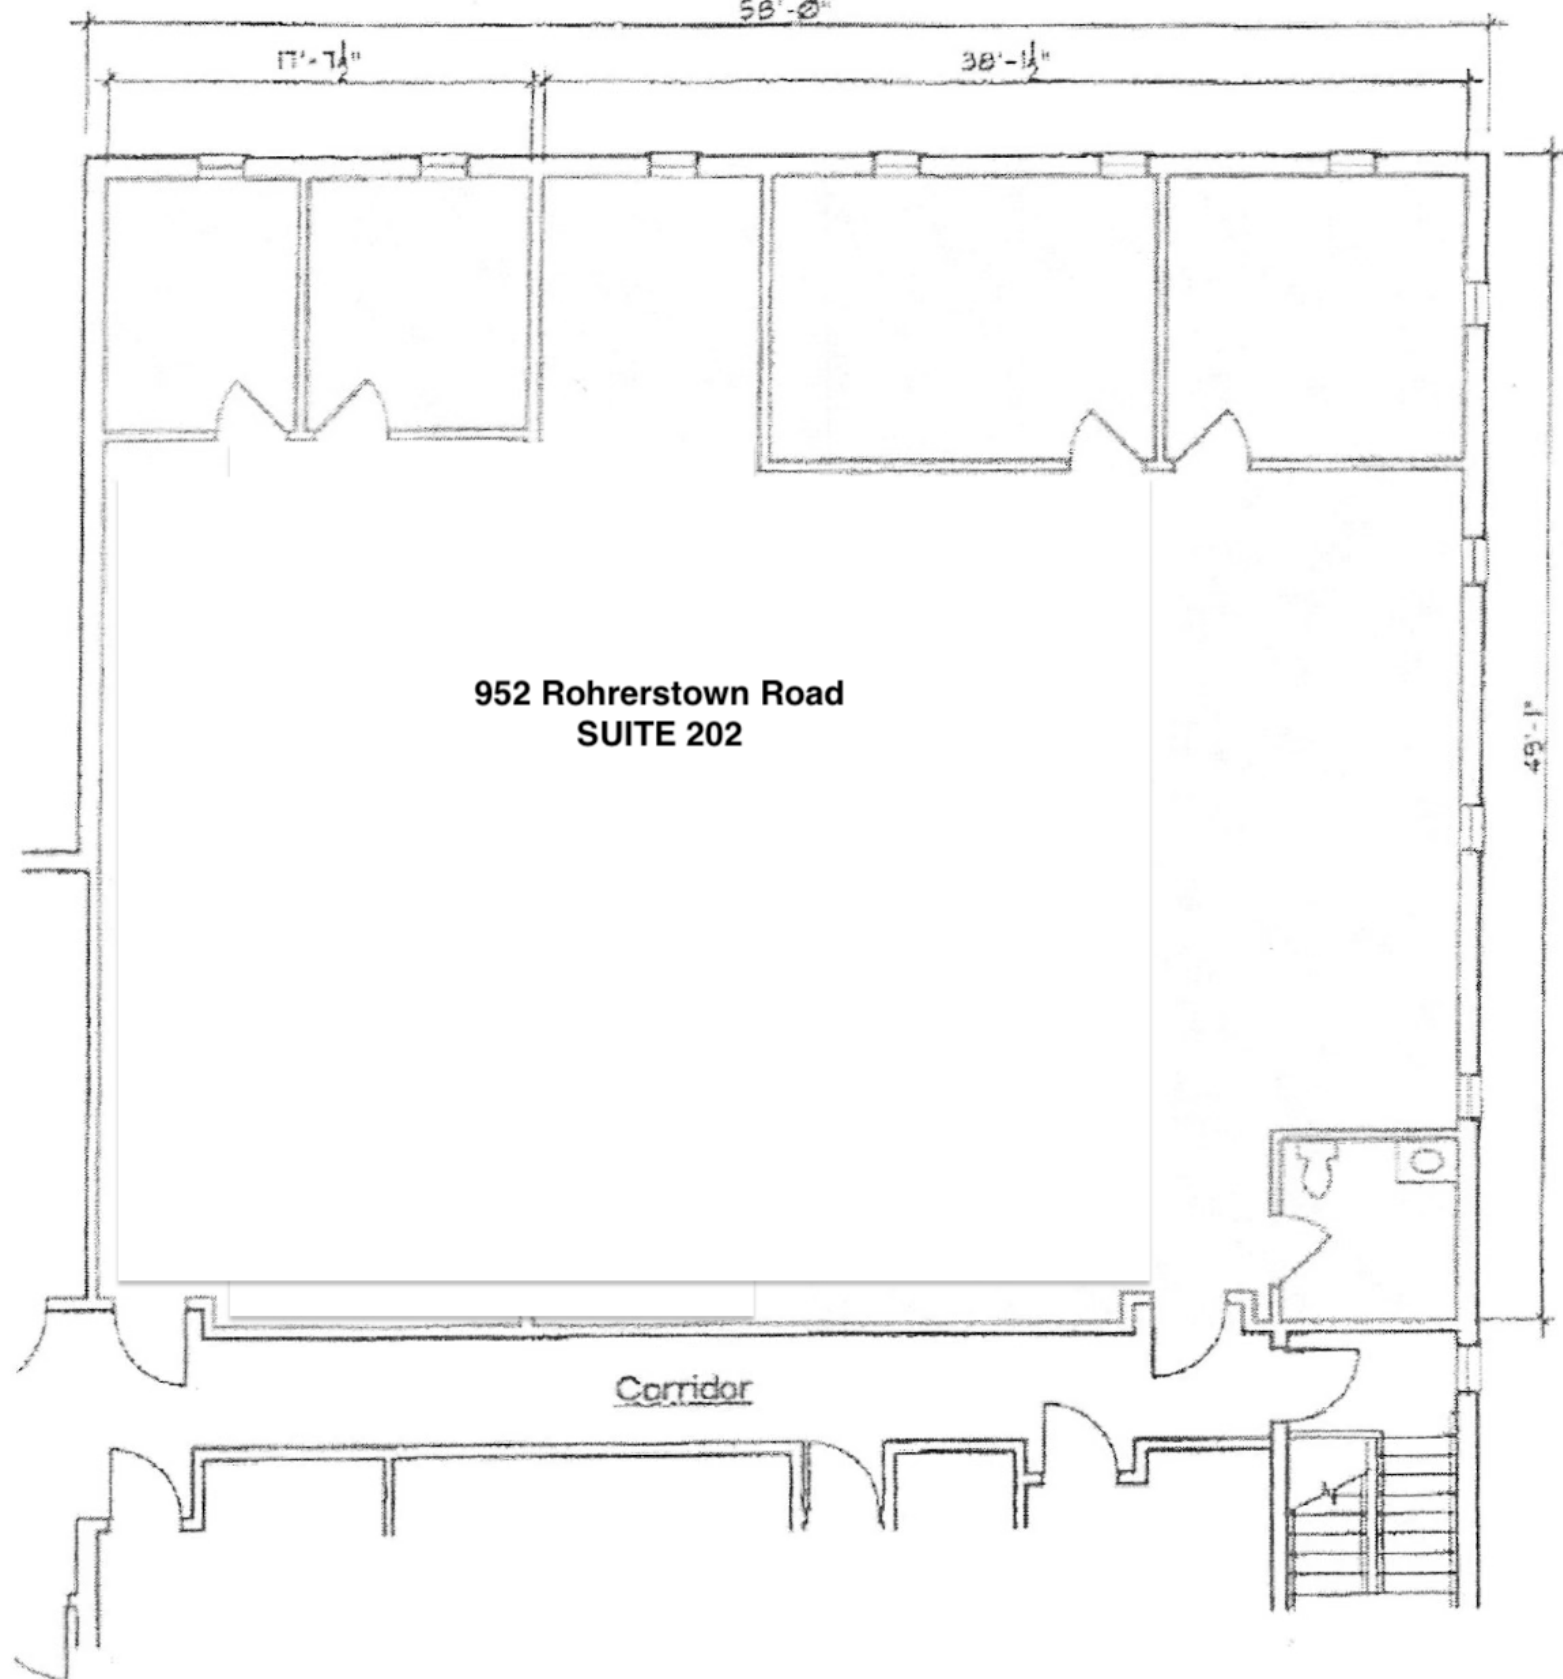 58'-0"
17'-7½"
38'-1½"
952 Rohrerstown Road
SUITE 202
49'-1"
Corridor